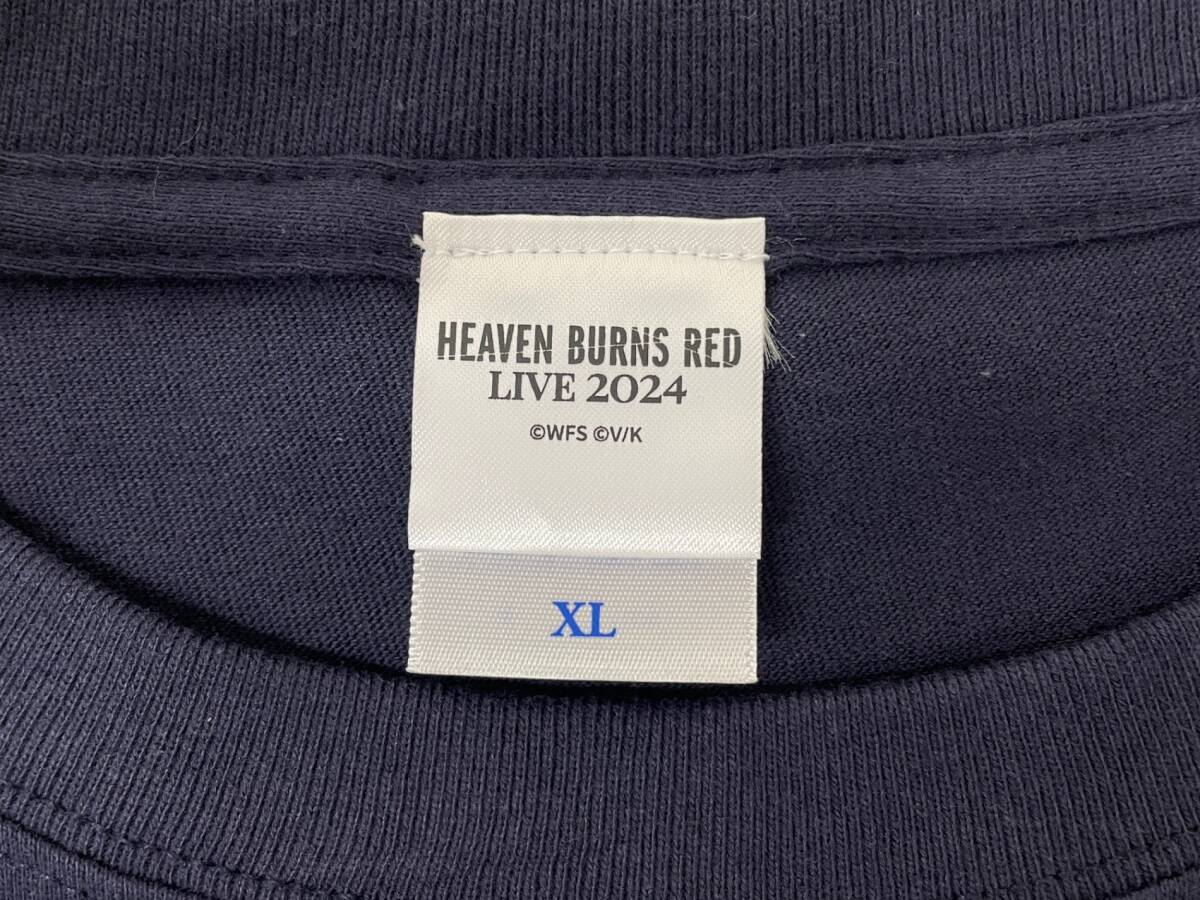 HEAVEN BURNS RED
LIVE 2024
©WFS ©V/K
XL